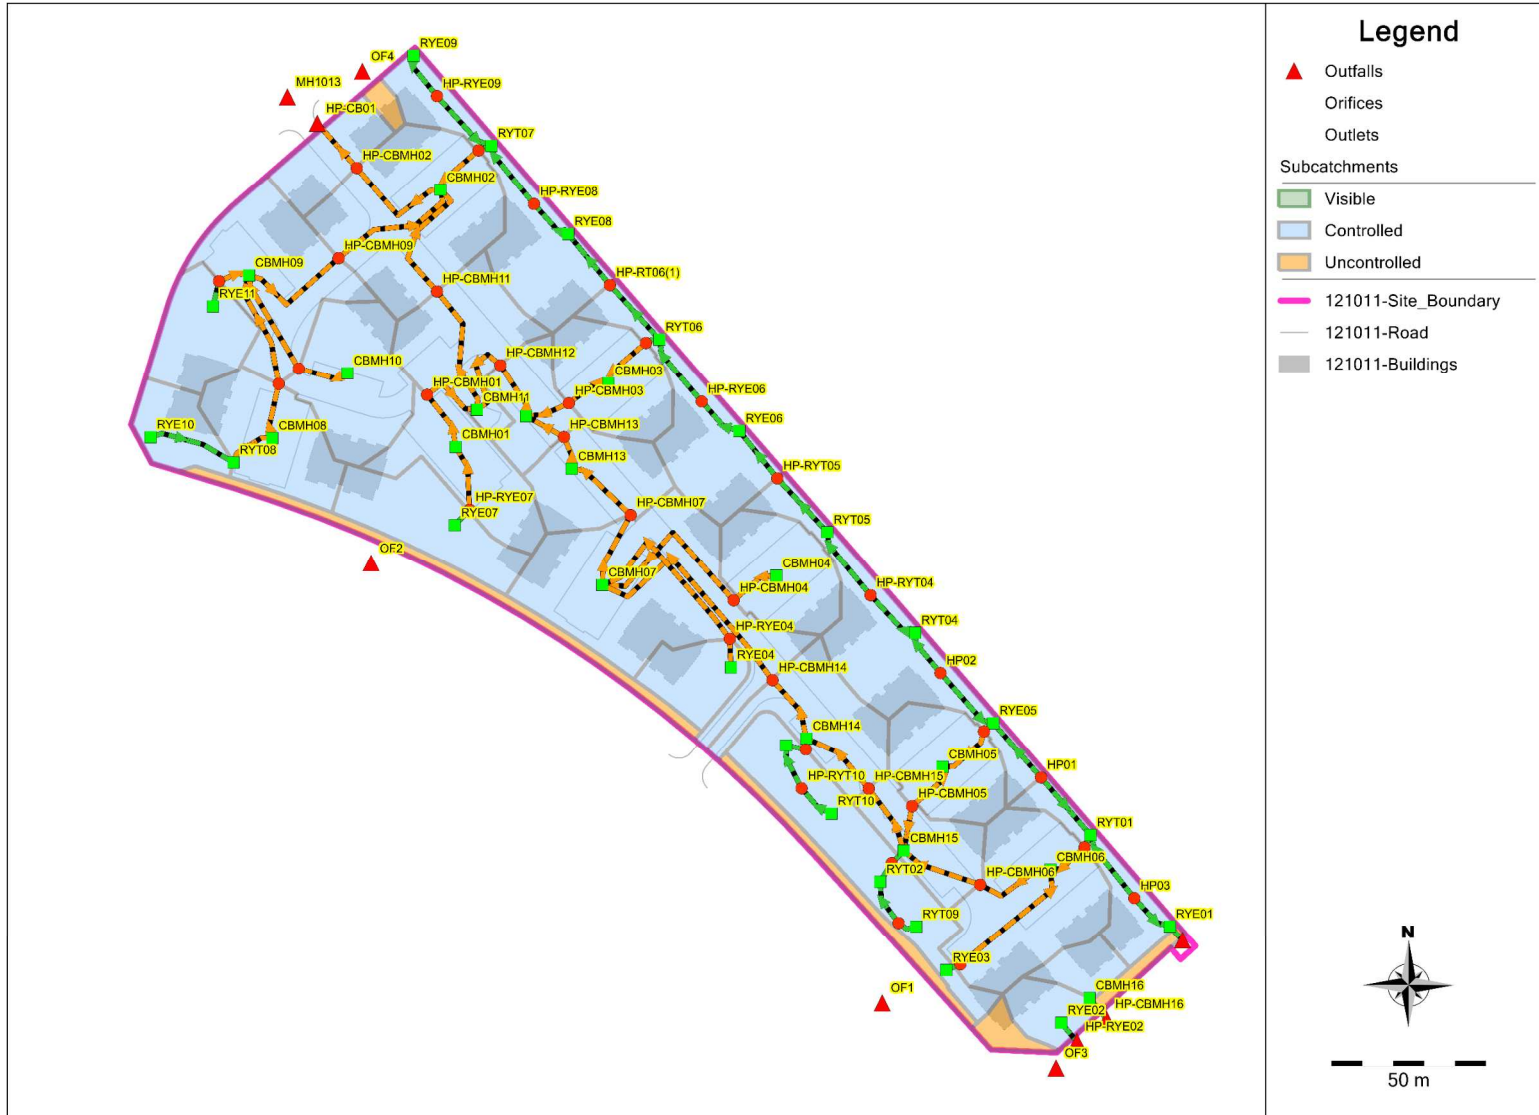 RYE09
OF4
HP-RYE09
MH1013
HP-CB01
RYT07
HP-CBMH02
CBMH02
HP-RYE08
RYE08
HP-CBMH09
CBMH09
HP-RT06(1)
RYE11
HP-CBMH11
RYT06
HP-CBMH12
CBMH10
CBMH03
HP-CBMH01
HP-CBMH03
HP-RYE06
CBMH11
RYE06
RYE10
CBMH08
HP-CBMH13
RYT08
CBMH01
CBMH13
HP-RYT05
HP-RYE07
RYE07
HP-CBMH07
RYT05
OF2
CBMH07
CBMH04
HP-CBMH04
HP-RYT04
HP-RYE04
RYT04
RYE04
HP-CBMH14
HP02
CBMH14
RYE05
CBMH05
HP-RYT10
HP-CBMH15
HP01
RYT10
HP-CBMH05
CBMH15
RYT01
RYT02
HP-CBMH06
CBMH06
HP03
RYT09
RYE01
RYE03
OF1
CBMH16
RYE02
HP-CBMH16
HP-RYE02
OF3
Legend
Outfalls
Orifices
Outlets
Subcatchments
Visible
Controlled
Uncontrolled
121011-Site_Boundary
121011-Road
121011-Buildings
N
50 m